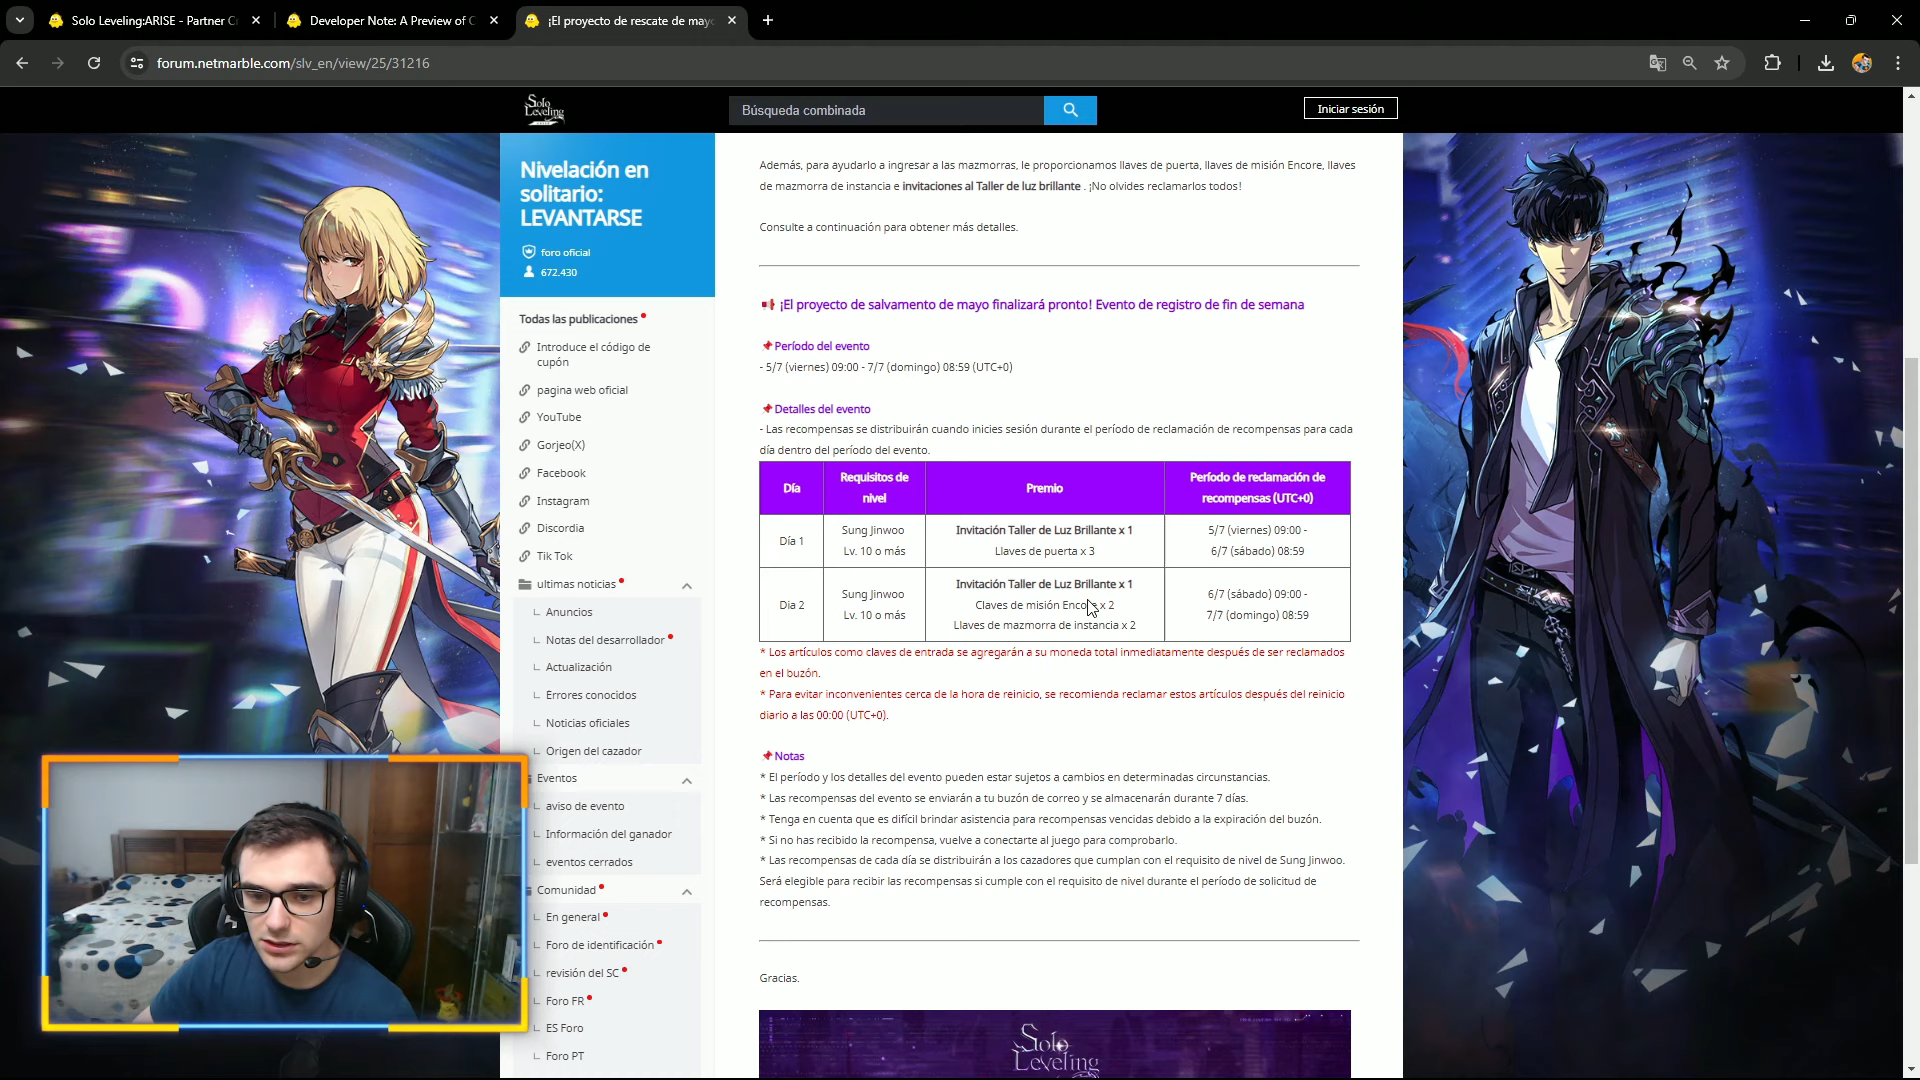 Solo Leveling:ARISE - Partner C
Developer Note: A Preview of C
¡El proyecto de rescate de mayo
forum.netmarble.com/slv_en/view/25/31216
Solo Leveling
Búsqueda combinada
Iniciar sesión
Nivelación en
solitario:
LEVANTARSE
foro oficial
672.430
Todas las publicaciones
Introduce el código de
cupón
pagina web oficial
YouTube
Gorjeo(X)
Facebook
Instagram
Discordia
Tik Tok
ultimas noticias
Anuncios
Notas del desarrollador
Actualización
Errores conocidos
Noticias oficiales
Origen del cazador
Eventos
aviso de evento
Información del ganador
eventos cerrados
Comunidad
En general
Foro de identificación
revisión del SC
Foro FR
ES Foro
Foro PT
Además, para ayudarlo a ingresar a las mazmorras, le proporcionamos llaves de puerta, llaves de misión Encore, llaves
de mazmorra de instancia e invitaciones al Taller de luz brillante . ¡No olvides reclamarlos todos!
Consulte a continuación para obtener más detalles.
¡El proyecto de salvamento de mayo finalizará pronto! Evento de registro de fin de semana
Período del evento
- 5/7 (viernes) 09:00 - 7/7 (domingo) 08:59 (UTC+0)
Detalles del evento
- Las recompensas se distribuirán cuando inicies sesión durante el período de reclamación de recompensas para cada
día dentro del período del evento.
Día
Requisitos de
nivel
Premio
Período de reclamación de
recompensas (UTC+0)
Día 1
Sung Jinwoo
Lv. 10 o más
Invitación Taller de Luz Brillante x 1
Llaves de puerta x 3
5/7 (viernes) 09:00 -
6/7 (sábado) 08:59
Dia 2
Sung Jinwoo
Lv. 10 o más
Invitación Taller de Luz Brillante x 1
Claves de misión Encore x 2
Llaves de mazmorra de instancia x 2
6/7 (sábado) 09:00 -
7/7 (domingo) 08:59
* Los artículos como claves de entrada se agregarán a su moneda total inmediatamente después de ser reclamados
en el buzón.
* Para evitar inconvenientes cerca de la hora de reinicio, se recomienda reclamar estos artículos después del reinicio
diario a las 00:00 (UTC+0).
Notas
* El período y los detalles del evento pueden estar sujetos a cambios en determinadas circunstancias.
* Las recompensas del evento se enviarán a tu buzón de correo y se almacenarán durante 7 días.
* Tenga en cuenta que es difícil brindar asistencia para recompensas vencidas debido a la expiración del buzón.
* Si no has recibido la recompensa, vuelve a conectarte al juego para comprobarlo.
* Las recompensas de cada día se distribuirán a los cazadores que cumplan con el requisito de nivel de Sung Jinwoo.
Será elegible para recibir las recompensas si cumple con el requisito de nivel durante el período de solicitud de
recompensas.
Gracias.
Solo
Leveling